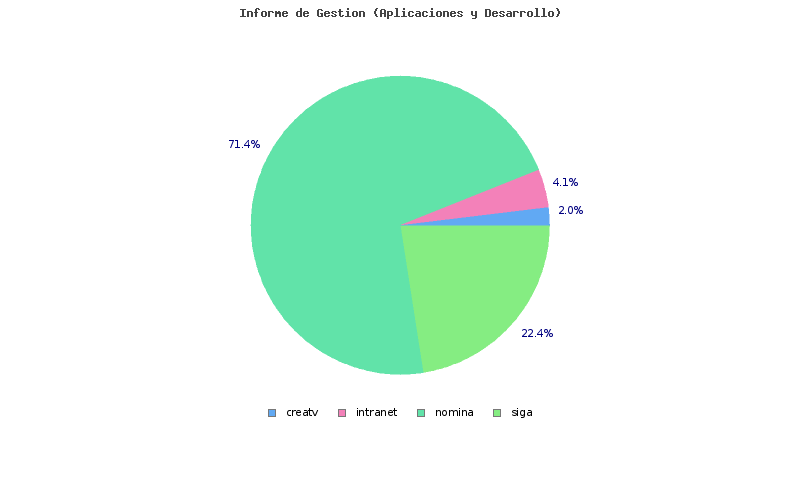 Informe de Gestion (Aplicaciones y Desarrollo)
71.4%
4.1%
2.0%
22.4%
creatv intranet nomina siga